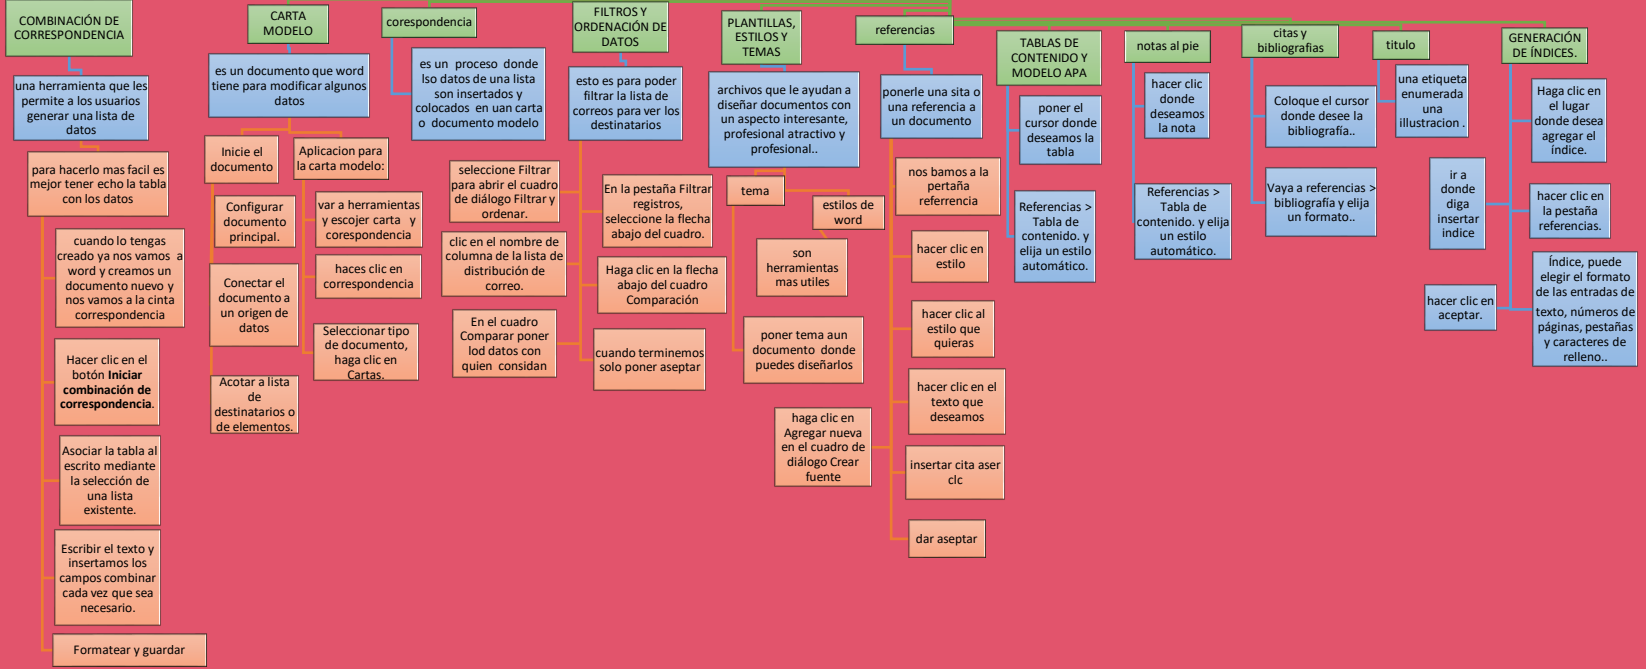 COMBINACIÓN DE
CORRESPONDENCIA
una herramienta que les
permite a los usuarios
generar una lista de
datos
para hacerlo mas facil es
mejor tener echo la tabla
con los datos
cuando lo tengas
creado ya nos vamos a
word y creamos un
documento nuevo y
nos vamos a la cinta
correspondencia
Hacer clic en el
botón Iniciar
combinación de
correspondencia.
Asociar la tabla al
escrito mediante
la selección de
una lista
existente.
Escribir el texto y
insertamos los
campos combinar
cada vez que sea
necesario.
Formatear y guardar
CARTA
MODELO
es un documento que word
tiene para modificar algunos
datos
Inicie el
documento
Configurar
documento
principal.
Conectar el
documento a
un origen de
datos
Acotar a lista
de
destinatarios o
de elementos.
Aplicacion para
la carta modelo:
var a herramientas
y escojer carta y
corespondencia
haces clic en
correspondencia
Seleccionar tipo
de documento,
haga clic en
Cartas.
corespondencia
es un proceso donde
lso datos de una lista
son insertados y
colocados en uan carta
o documento modelo
FILTROS Y
ORDENACIÓN DE
DATOS
esto es para poder
filtrar la lista de
correos para ver los
destinatarios
seleccione Filtrar
para abrir el cuadro
de diálogo Filtrar y
ordenar.
En la pestaña Filtrar
registros,
seleccione la flecha
abajo del cuadro.
clic en el nombre de
columna de la lista de
distribución de
correo.
Haga clic en la flecha
abajo del cuadro
Comparación
En el cuadro
Comparar poner
lod datos con
quien considan
cuando terminemos
solo poner aseptar
PLANTILLAS,
ESTILOS Y
TEMAS
archivos que le ayudan a
diseñar documentos con
un aspecto interesante,
profesional atractivo y
profesional..
tema
poner tema aun
documento donde
puedes diseñarlos
estilos de
word
son
herramientas
mas utiles
referencias
ponerle una sita o
una referencia a
un documento
nos bamos a la
pertaña
referrencia
hacer clic en
estilo
hacer clic al
estilo que
quieras
hacer clic en el
texto que
deseamos
haga clic en
Agregar nueva
en el cuadro de
diálogo Crear
fuente
insertar cita aser
clc
dar aseptar
TABLAS DE
CONTENIDO Y
MODELO APA
poner el
cursor donde
deseamos la
tabla
Referencias >
Tabla de
contenido. y
elija un estilo
automático.
notas al pie
hacer clic
donde
deseamos
la nota
Referencias >
Tabla de
contenido. y elija
un estilo
automático.
citas y
bibliografias
Coloque el cursor
donde desee la
bibliografía..
Vaya a referencias >
bibliografía y elija
un formato..
titulo
una etiqueta
enumerada
una
illustracion .
GENERACIÓN
DE ÍNDICES.
Haga clic en
el lugar
donde desea
agregar el
índice.
ir a
donde
diga
insertar
indice
hacer clic en
la pestaña
referencias.
hacer clic en
aceptar.
Índice, puede
elegir el formato
de las entradas de
texto, números de
páginas, pestañas
y caracteres de
relleno..